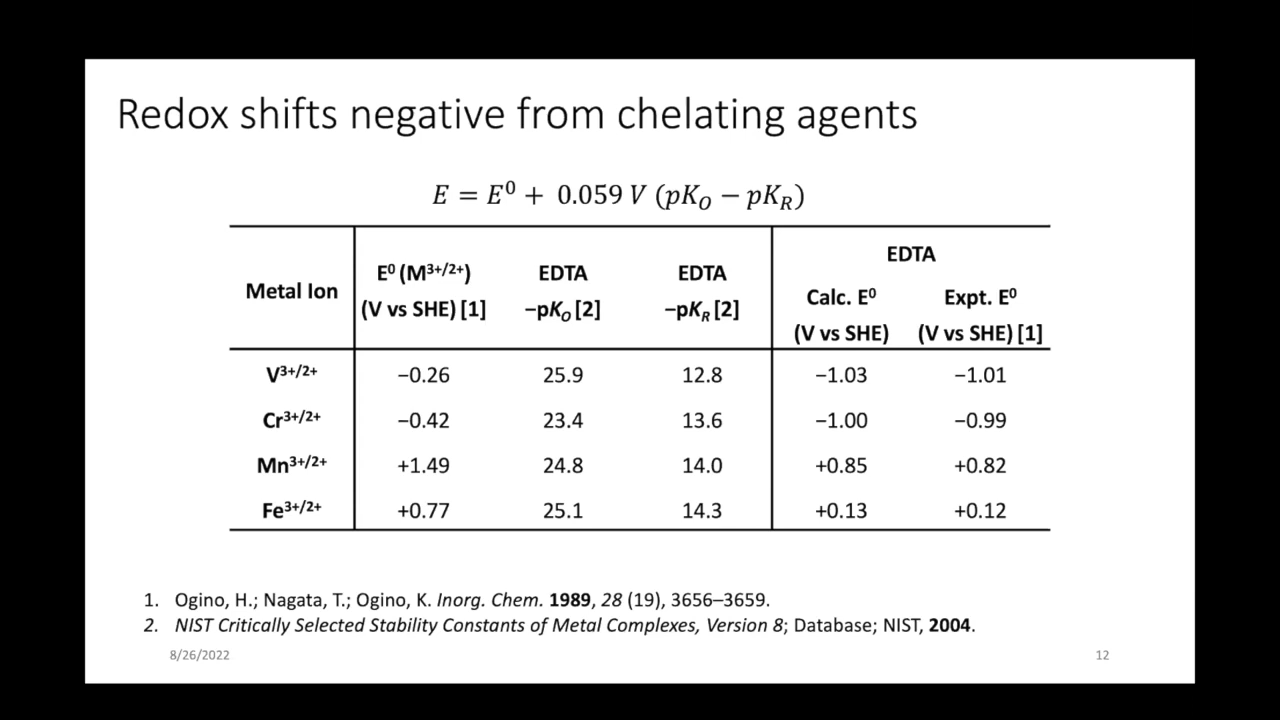 Redox shifts negative from chelating agents
E = E⁰ + 0.059 V (pK_O − pK_R)
Metal Ion
E⁰ (M³⁺/²⁺)
(V vs SHE) [1]
EDTA
−pK_O [2]
EDTA
−pK_R [2]
EDTA
Calc. E⁰
(V vs SHE)
Expt. E⁰
(V vs SHE) [1]
V³⁺/²⁺ −0.26 25.9 12.8 −1.03 −1.01
Cr³⁺/²⁺ −0.42 23.4 13.6 −1.00 −0.99
Mn³⁺/²⁺ +1.49 24.8 14.0 +0.85 +0.82
Fe³⁺/²⁺ +0.77 25.1 14.3 +0.13 +0.12
1. Ogino, H.; Nagata, T.; Ogino, K. Inorg. Chem. 1989, 28 (19), 3656–3659.
2. NIST Critically Selected Stability Constants of Metal Complexes, Version 8; Database; NIST, 2004.
8/26/2022 12